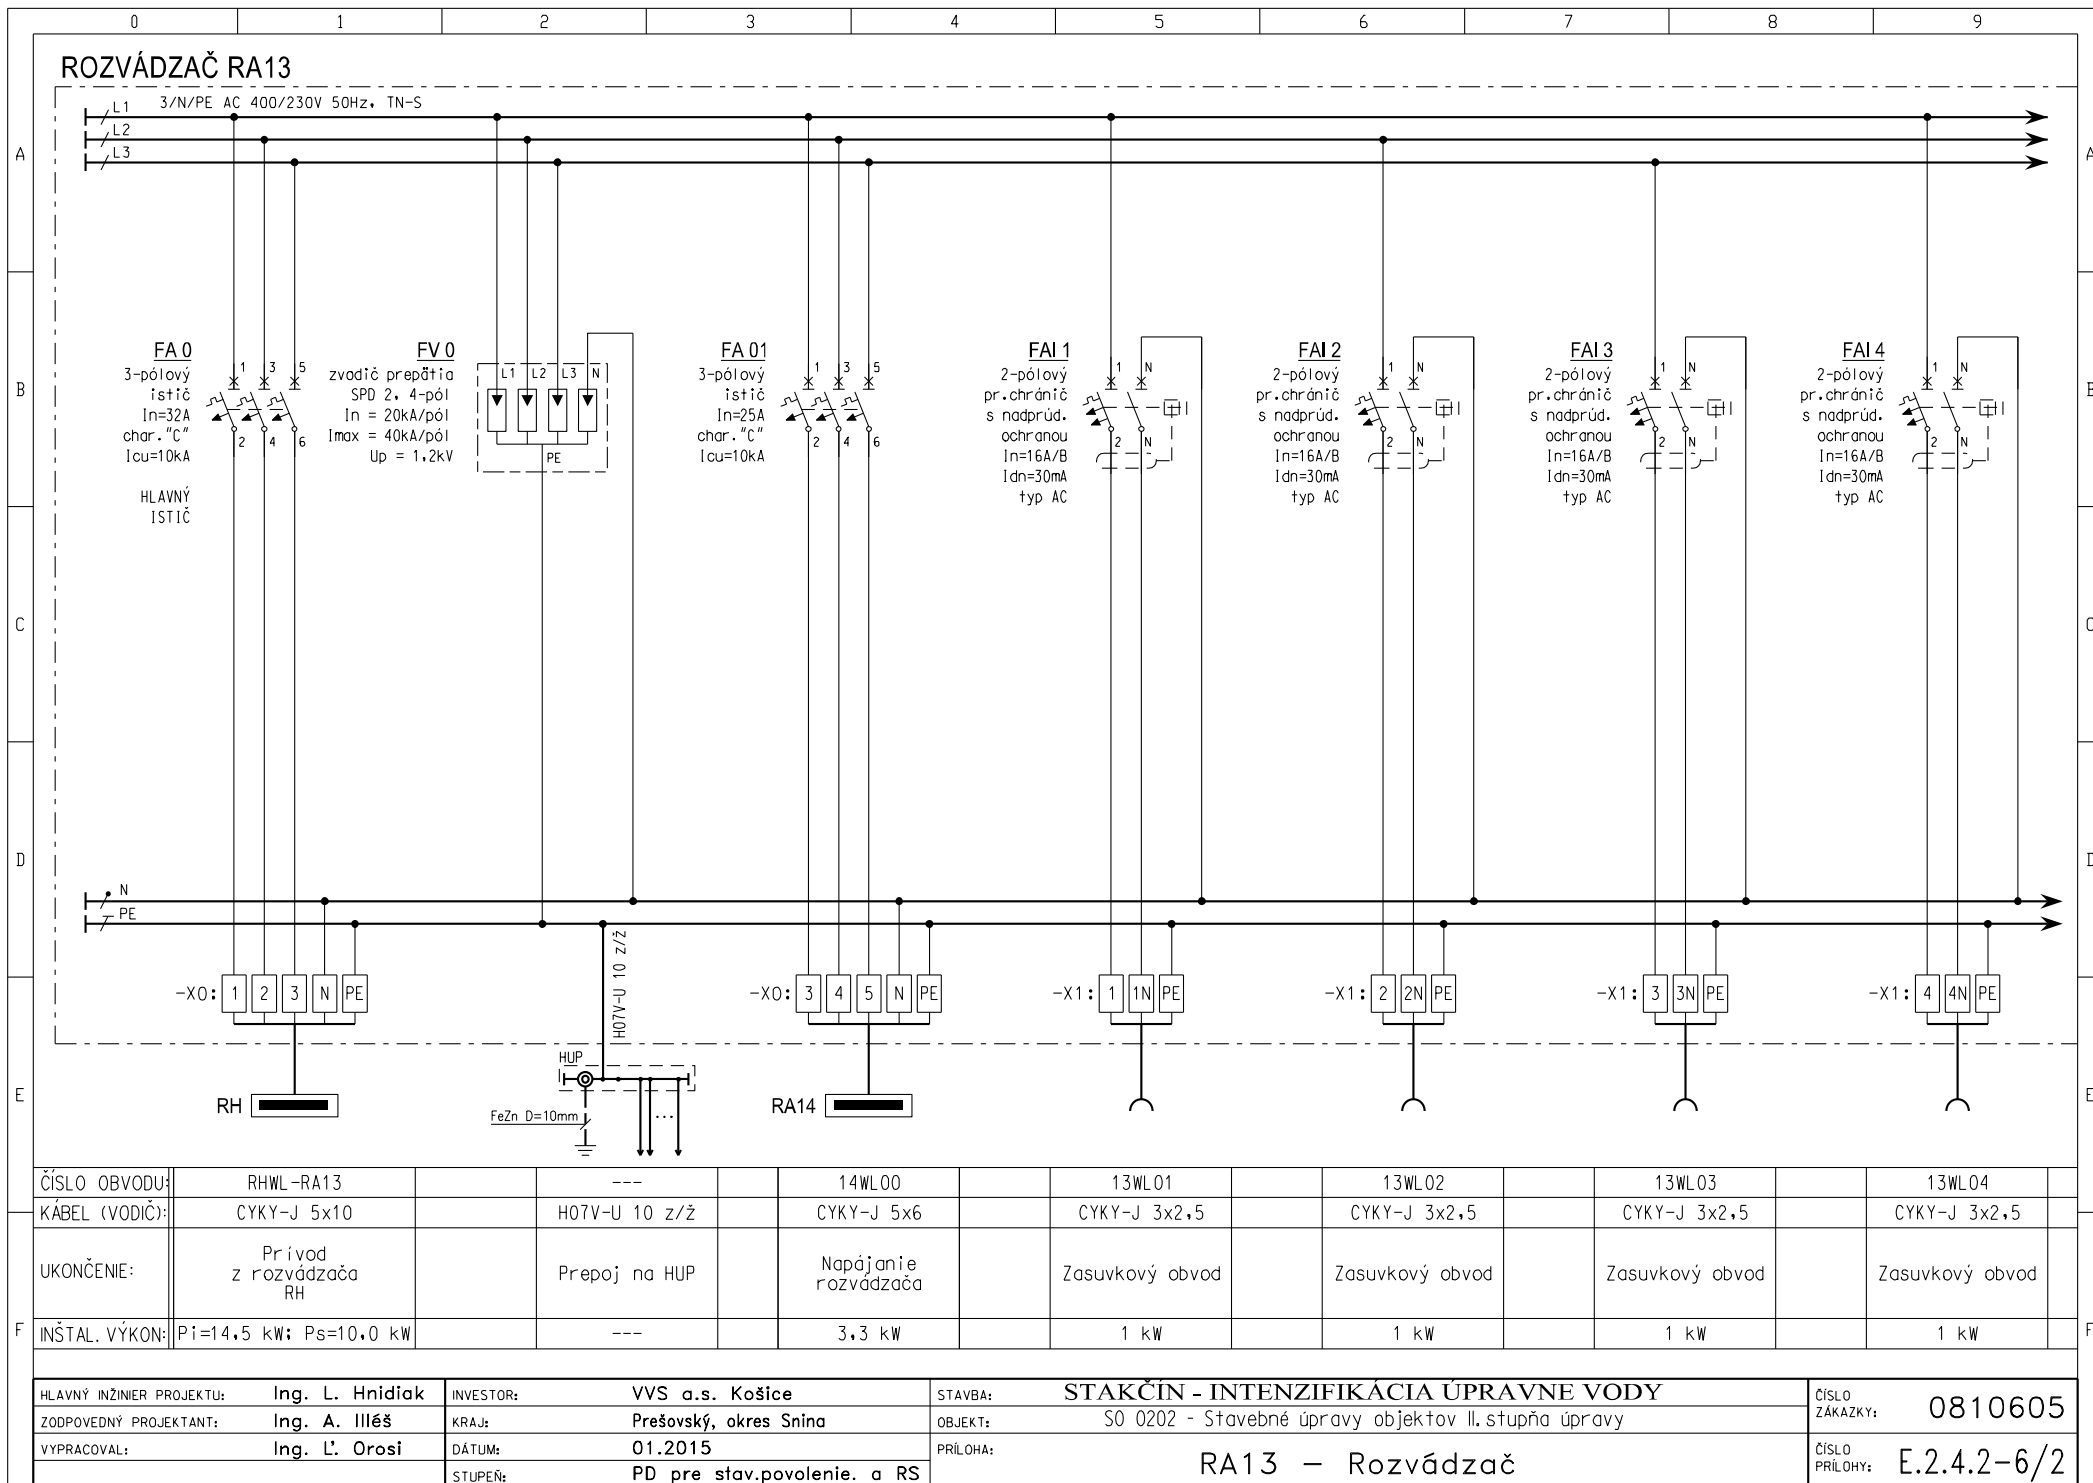 0 1 2 3 4 5 6 7 8 9
ROZVÁDZAČ RA13
3/N/PE AC 400/230V 50Hz, TN-S
L1
L2
L3
A A
B B
C C
D D
E E
F F
FA 0
3-pólový
istič
In=32A
char."C"
Icu=10kA
HLAVNÝ
ISTIČ
1 3 5
2 4 6
FV 0
zvodič prepätia
SPD 2, 4-pól
In = 20kA/pól
Imax = 40kA/pól
Up = 1,2kV
L1 L2 L3 N
PE
FA 01
3-pólový
istič
In=25A
char."C"
Icu=10kA
1 3 5
2 4 6
FAI 1
2-pólový
pr.chránič
s nadprúd.
ochranou
In=16A/B
Idn=30mA
typ AC
1 N
2 N
FAI 2
2-pólový
pr.chránič
s nadprúd.
ochranou
In=16A/B
Idn=30mA
typ AC
1 N
2 N
FAI 3
2-pólový
pr.chránič
s nadprúd.
ochranou
In=16A/B
Idn=30mA
typ AC
1 N
2 N
FAI 4
2-pólový
pr.chránič
s nadprúd.
ochranou
In=16A/B
Idn=30mA
typ AC
1 N
2 N
N
PE
H07V-U 10 z/ž
-X0: 1 2 3 N PE
-X0: 3 4 5 N PE
-X1: 1 1N PE
-X1: 2 2N PE
-X1: 3 3N PE
-X1: 4 4N PE
HUP
FeZn D=10mm
...
RH
RA14
ČÍSLO OBVODU: RHWL-RA13 --- 14WL00 13WL01 13WL02 13WL03 13WL04
KÁBEL (VODIČ): CYKY-J 5x10 H07V-U 10 z/ž CYKY-J 5x6 CYKY-J 3x2,5 CYKY-J 3x2,5 CYKY-J 3x2,5 CYKY-J 3x2,5
UKONČENIE:
Prívod
z rozvádzača
RH
Prepoj na HUP
Napájanie
rozvádzača
Zasuvkový obvod Zasuvkový obvod Zasuvkový obvod Zasuvkový obvod
INŠTAL. VÝKON: Pi=14,5 kW; Ps=10,0 kW --- 3,3 kW 1 kW 1 kW 1 kW 1 kW
HLAVNÝ INŽINIER PROJEKTU: Ing. L. Hnidiak
ZODPOVEDNÝ PROJEKTANT: Ing. A. Illéš
VYPRACOVAL: Ing. Ľ. Orosi
INVESTOR: VVS a.s. Košice
KRAJ: Prešovský, okres Snina
DÁTUM: 01.2015
STUPEŇ: PD pre stav.povolenie. a RS
STAVBA: STAKČÍN - INTENZIFIKÁCIA ÚPRAVNE VODY
OBJEKT: SO 0202 - Stavebné úpravy objektov II. stupňa úpravy
PRÍLOHA: RA13 - Rozvádzač
ČÍSLO
ZÁKAZKY: 0810605
ČÍSLO
PRÍLOHY: E.2.4.2-6/2